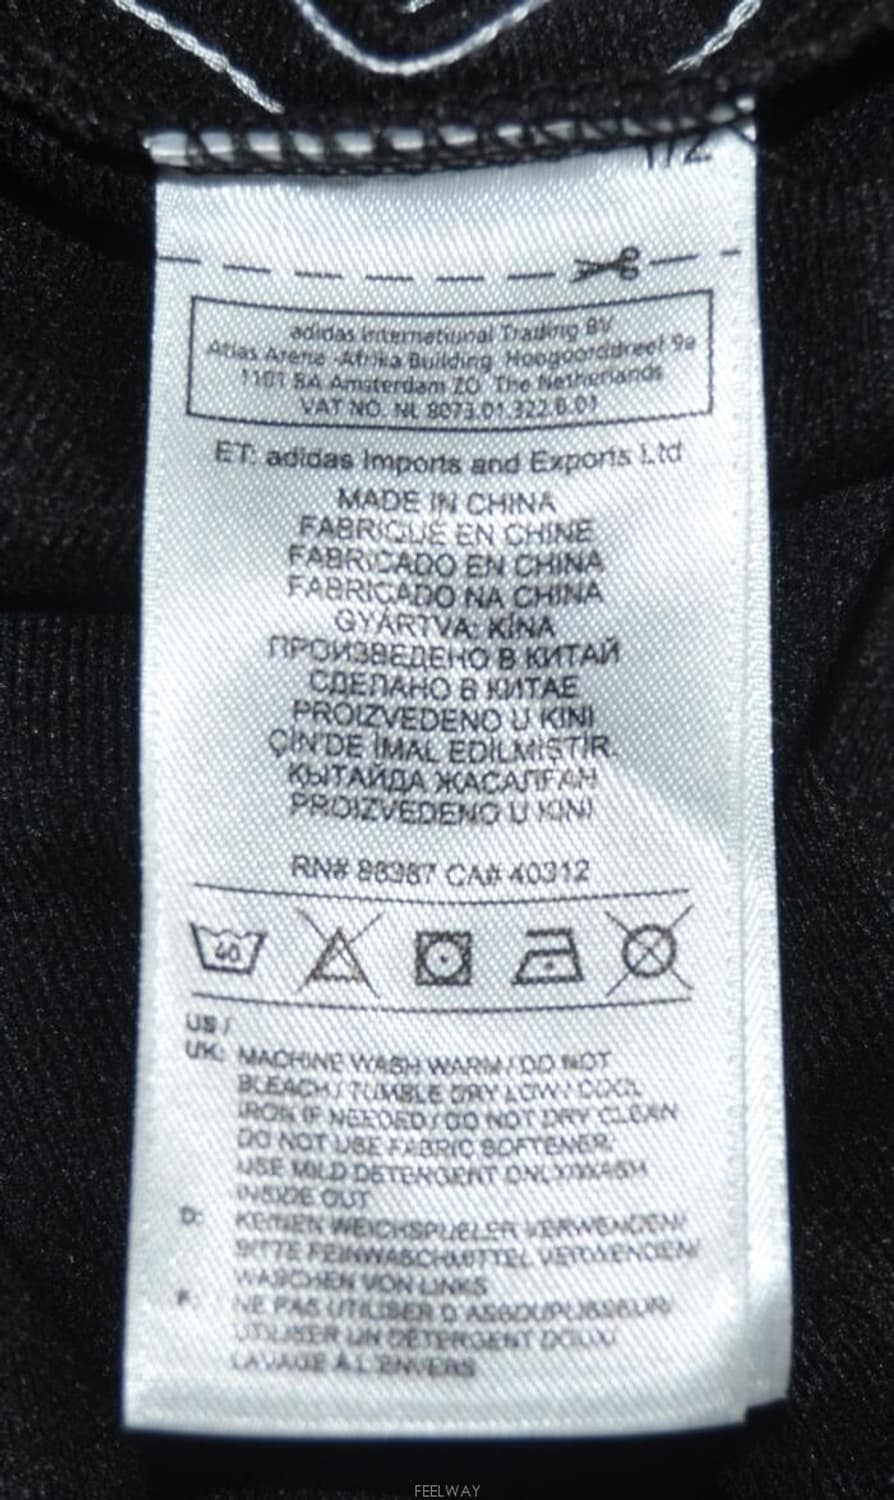 1/2
adidas International Trading BV
Atlas Arena -Afrika Building Hoogoorddreef 9a
1101 BA Amsterdam ZO The Netherlands
VAT NO. NL 8073.01.322.B.01
ET: adidas Imports and Exports Ltd
MADE IN CHINA
FABRIQUÉ EN CHINE
FABRICADO EN CHINA
FABRICADO NA CHINA
GYÁRTVA: KÍNA
ПРОИЗВЕДЕНО В КИТАЙ
СДЕЛАНО В КИТАЕ
PROIZVEDENO U KINI
ÇİN'DE İMAL EDİLMİŞTİR.
КЫТАЙДА ЖАСАЛҒАН
PROIZVEDENO U KINI
RN# 88387 CA# 40312
40
US /
UK: MACHINE WASH WARM / DO NOT
BLEACH / TUMBLE DRY LOW / COOL
IRON IF NEEDED / DO NOT DRY CLEAN
DO NOT USE FABRIC SOFTENER/
USE MILD DETERGENT ONLY/WASH
INSIDE OUT
D: KEINEN WEICHSPUELER VERWENDEN/
BITTE FEINWASCHMITTEL VERWENDEN/
WASCHEN VON LINKS
F: NE PAS UTILISER D'ASSOUPLISSEUR/
UTILISER UN DETERGENT DOUX/
LAVAGE À L'ENVERS
FEELWAY